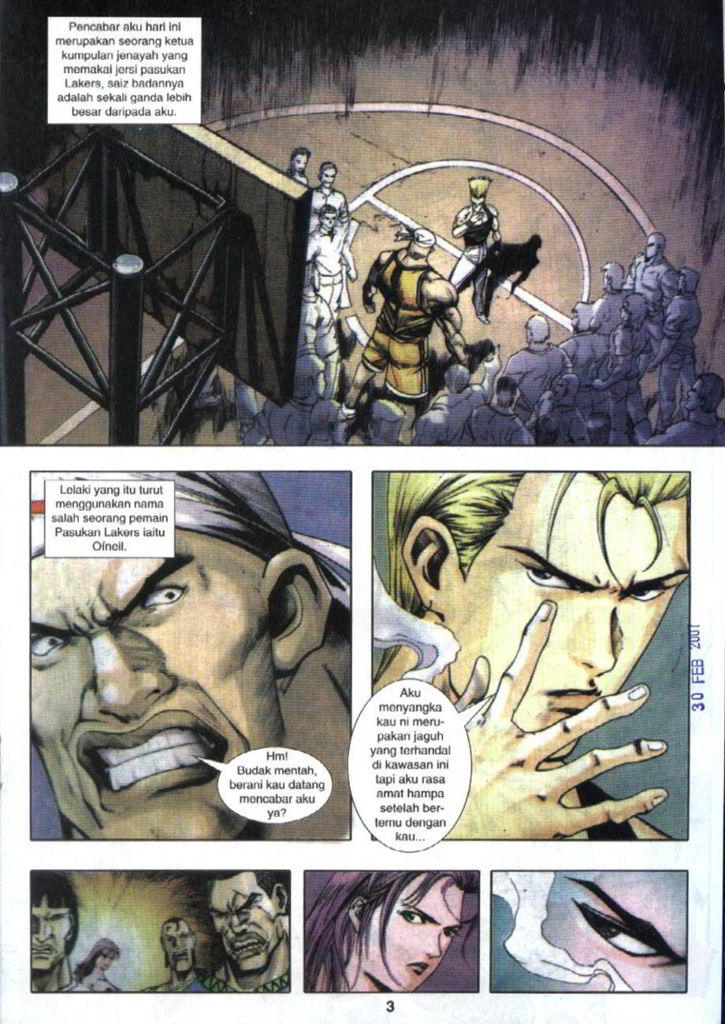 Pencabar aku hari ini
merupakan seorang ketua
kumpulan jenayah yang
memakai jersi pasukan
Lakers, saiz badannya
adalah sekali ganda lebih
besar daripada aku.
Lelaki yang itu turut
menggunakan nama
salah seorang pemain
Pasukan Lakers iaitu
Oineil.
Hm!
Budak mentah,
berani kau datang
mencabar aku
ya?
Aku
menyangka
kau ni meru-
pakan jaguh
yang terhandal
di kawasan ini
tapi aku rasa
amat hampa
setelah ber-
temu dengan
kau...
30 FEB 2001
3